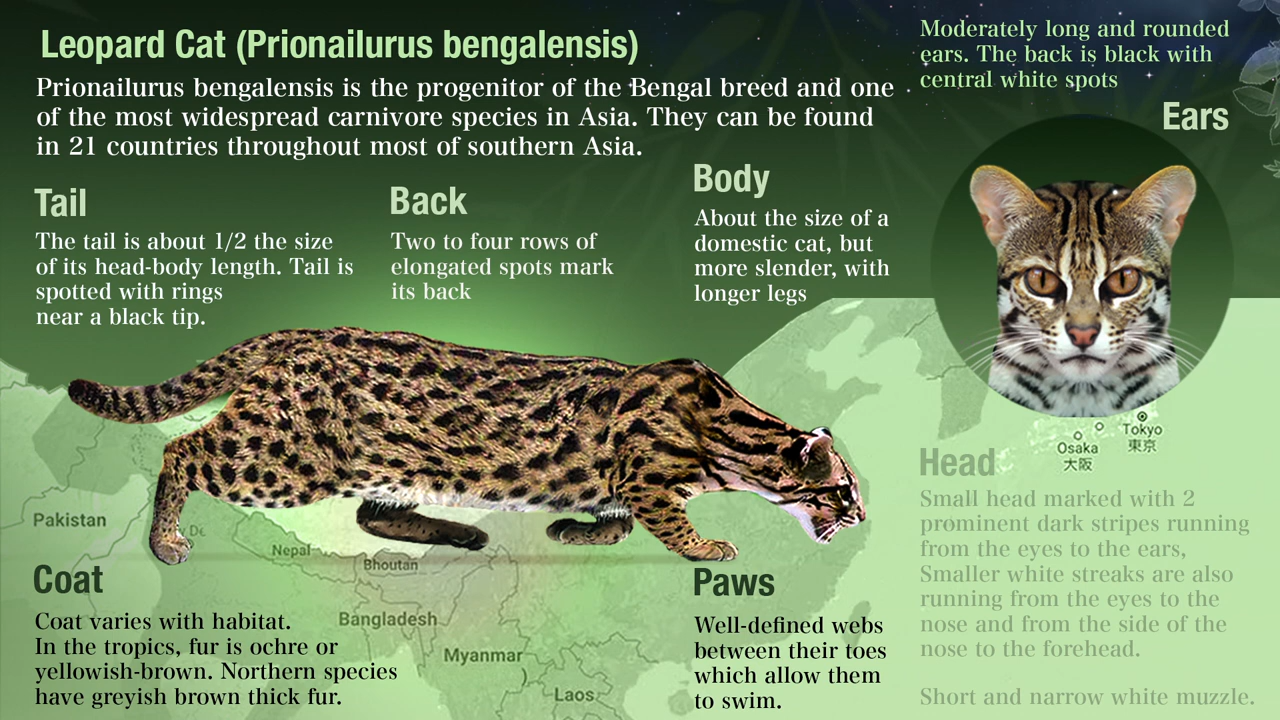 Leopard Cat (Prionailurus bengalensis)
Prionailurus bengalensis is the progenitor of the Bengal breed and one
of the most widespread carnivore species in Asia. They can be found
in 21 countries throughout most of southern Asia.
Moderately long and rounded
ears. The back is black with
central white spots
Ears
Tail
The tail is about 1/2 the size
of its head-body length. Tail is
spotted with rings
near a black tip.
Back
Two to four rows of
elongated spots mark
its back
Body
About the size of a
domestic cat, but
more slender, with
longer legs
Tokyo
東京
Osaka
大阪
Head
Small head marked with 2
prominent dark stripes running
from the eyes to the ears,
Smaller white streaks are also
running from the eyes to the
nose and from the side of the
nose to the forehead.
Short and narrow white muzzle.
Pakistan
Nepal
Bhoutan
Bangladesh
Myanmar
Laos
Coat
Coat varies with habitat.
In the tropics, fur is ochre or
yellowish-brown. Northern species
have greyish brown thick fur.
Paws
Well-defined webs
between their toes
which allow them
to swim.